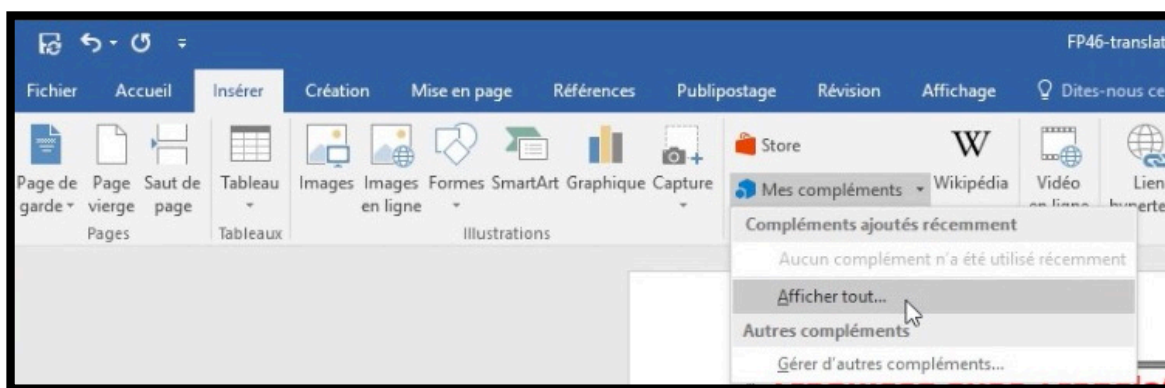 FP46-translat
Fichier Accueil Insérer Création Mise en page Références Publipostage Révision Affichage Dites-nous ce
Store
Page de garde
Page vierge
Saut de page
Tableau
Images
Images en ligne
Formes
SmartArt
Graphique
Capture
Mes compléments
W
Wikipédia
Vidéo en ligne
Lien
Pages
Tableaux
Illustrations
Compléments ajoutés récemment
Aucun complément n'a été utilisé récemment
Afficher tout...
Autres compléments
Gérer d'autres compléments...